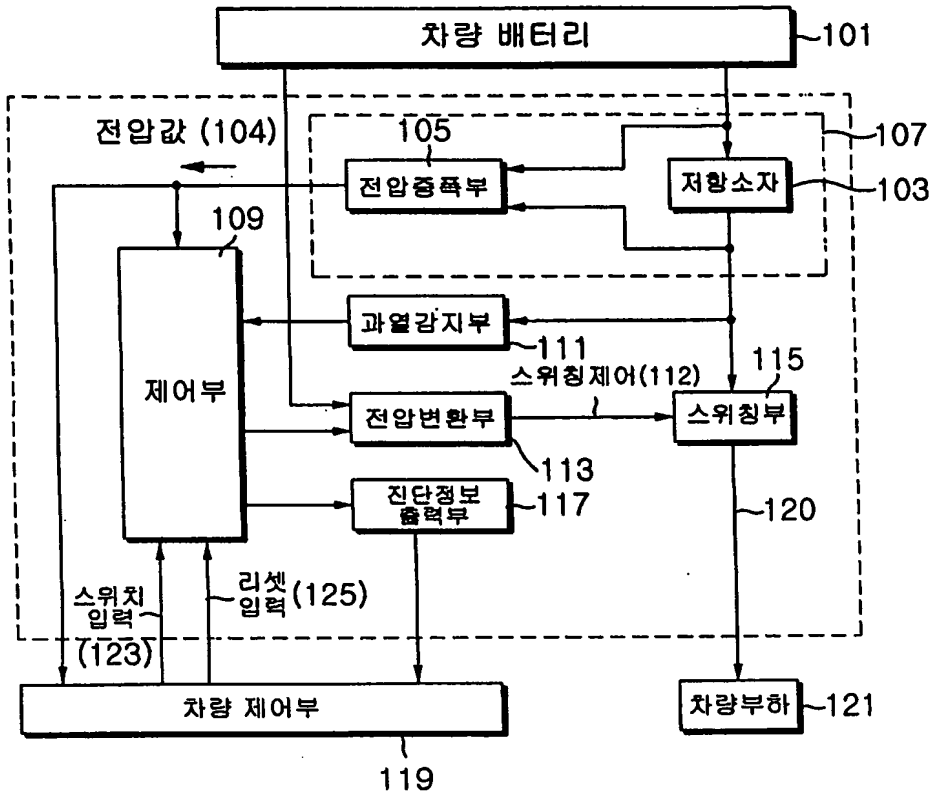 차량 배터리
101
전압값 (104)
105
107
전압증폭부
저항소자
103
109
과열감지부
111
스위칭제어(112)
115
제어부
전압변환부
스위칭부
113
진단정보
출력부
117
120
스위치
입력
(123)
리셋
입력
(125)
차량 제어부
차량부하
121
119